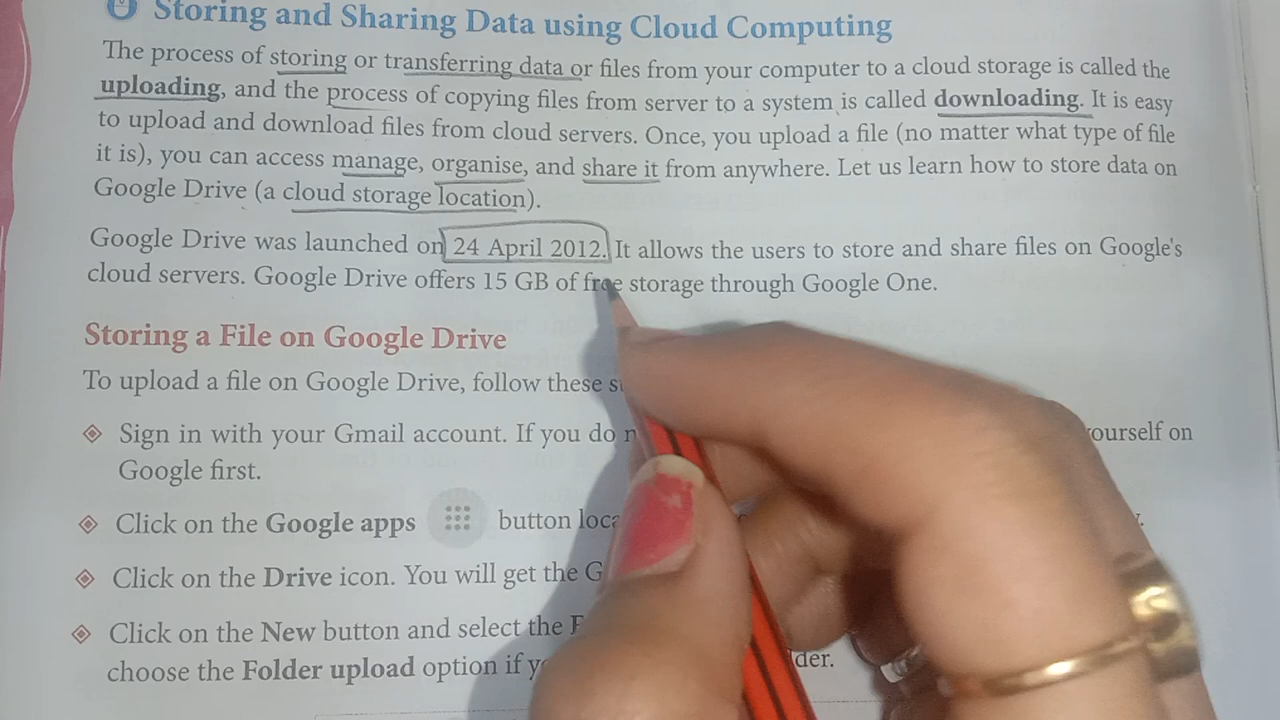 Storing and Sharing Data using Cloud Computing
The process of storing or transferring data or files from your computer to a cloud storage is called the
uploading, and the process of copying files from server to a system is called downloading. It is easy
to upload and download files from cloud servers. Once, you upload a file (no matter what type of file
it is), you can access manage, organise, and share it from anywhere. Let us learn how to store data on
Google Drive (a cloud storage location).
Google Drive was launched on 24 April 2012. It allows the users to store and share files on Google's
cloud servers. Google Drive offers 15 GB of free storage through Google One.
Storing a File on Google Drive
To upload a file on Google Drive, follow these
Sign in with your Gmail account. If you do ourself on
Google first.
Click on the Google apps button
Click on the Drive icon. You will get the
Click on the New button and select the
choose the Folder upload option if der.